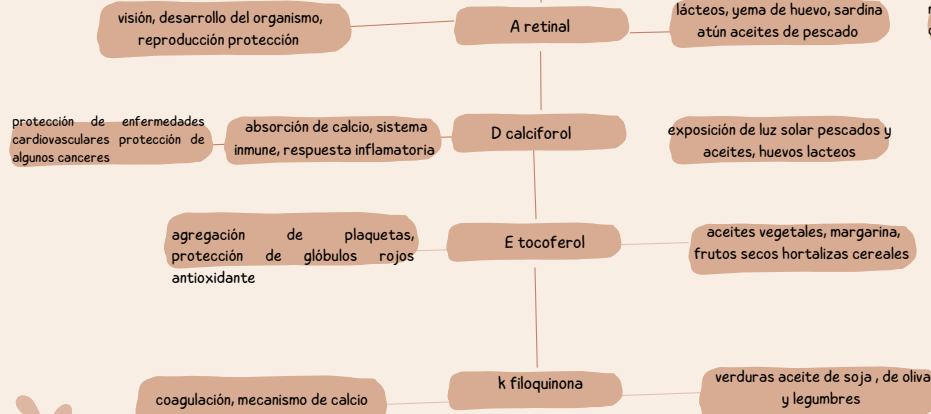 visión, desarrollo del organismo,
reproducción protección
A retinal
lácteos, yema de huevo, sardina
atún aceites de pescado
protección de enfermedades
cardiovasculares protección de
algunos canceres
absorción de calcio, sistema
inmune, respuesta inflamatoria
D calciforol
exposición de luz solar pescados y
aceites, huevos lacteos
agregación de plaquetas,
protección de glóbulos rojos
antioxidante
E tocoferol
aceites vegetales, margarina,
frutos secos hortalizas cereales
coagulación, mecanismo de calcio
k filoquinona
verduras aceite de soja , de oliva
y legumbres